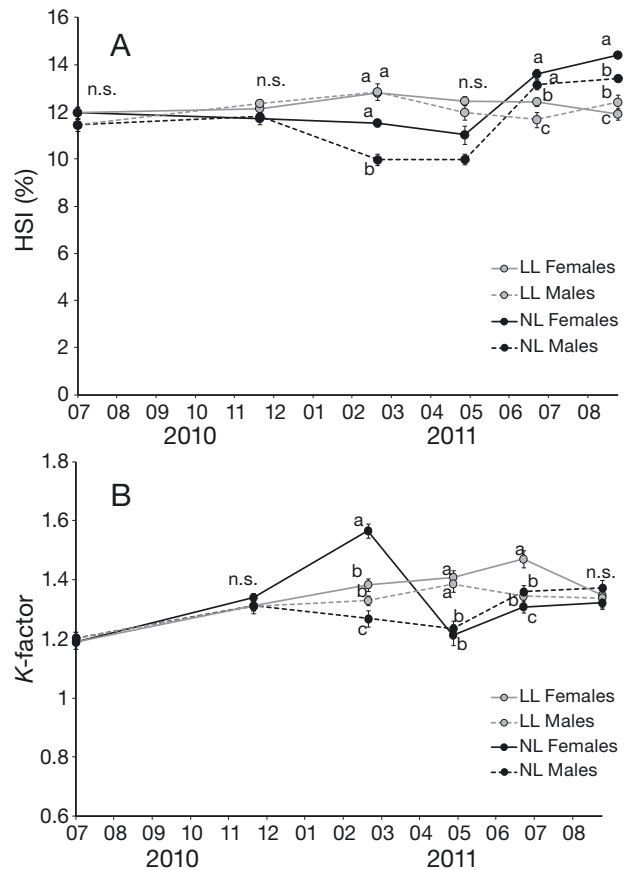 16
A
14
12
10
8
6
4
2
0
HSI (%)
n.s.
n.s.
a a
a
b
n.s.
a
a
b
c
a
b
b
c
LL Females
LL Males
NL Females
NL Males
07 08 09 10 11 12 01 02 03 04 05 06 07 08
2010 2011
1.8
B
1.6
1.4
1.2
1
0.8
0.6
K-factor
n.s.
a
b
b
c
a
a
b
b
a
b
b
c
n.s.
LL Females
LL Males
NL Females
NL Males
07 08 09 10 11 12 01 02 03 04 05 06 07 08
2010 2011